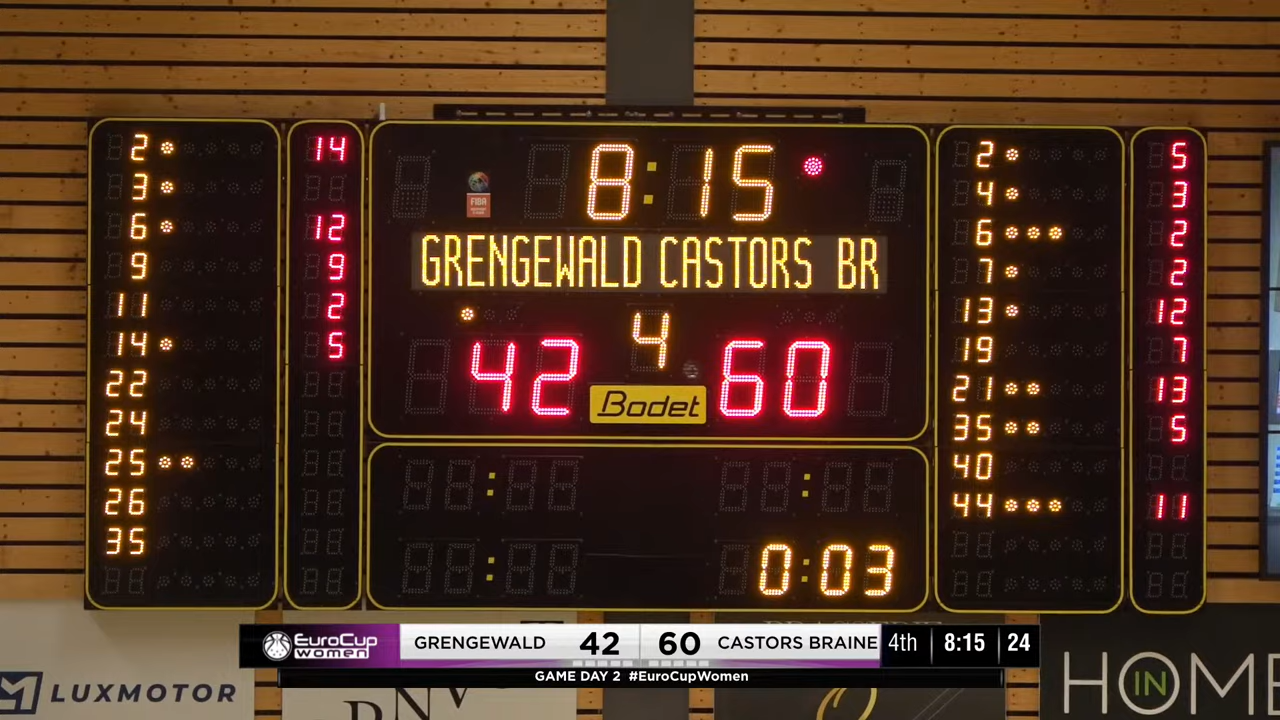 2 14 8:15 2 5
3 4 3
FIBA
6 12 GRENGEWALD CASTORS BR 6 2
9 9 7 2
11 2 4 13 12
14 5 42 60 19 7
22 Bodet 21 13
24 35 5
25 40
26 44 11
35 0:03
EuroCup Women GRENGEWALD 42 60 CASTORS BRAINE 4th 8:15 24
GAME DAY 2 #EuroCupWomen
LUXMOTOR
HOME
IN